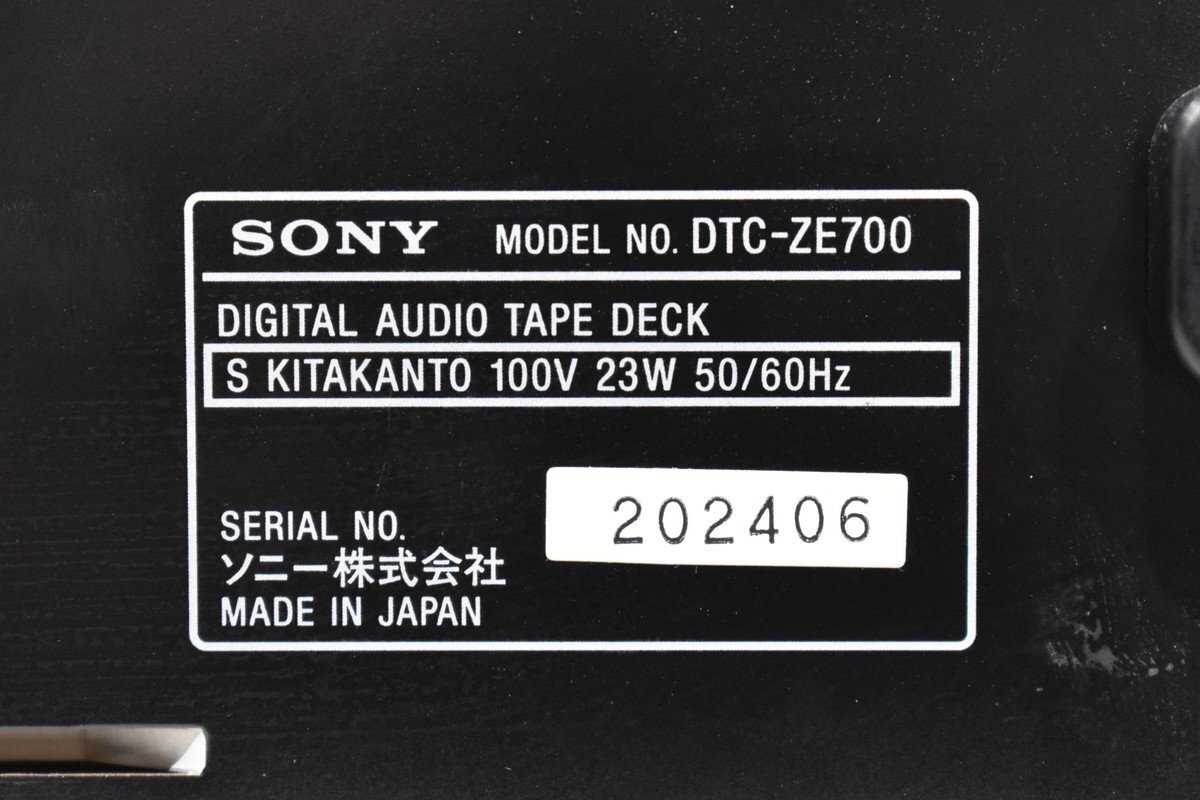 SONY MODEL NO. DTC-ZE700
DIGITAL AUDIO TAPE DECK
S KITAKANTO 100V 23W 50/60Hz
SERIAL NO. 202406
ソニー株式会社
MADE IN JAPAN